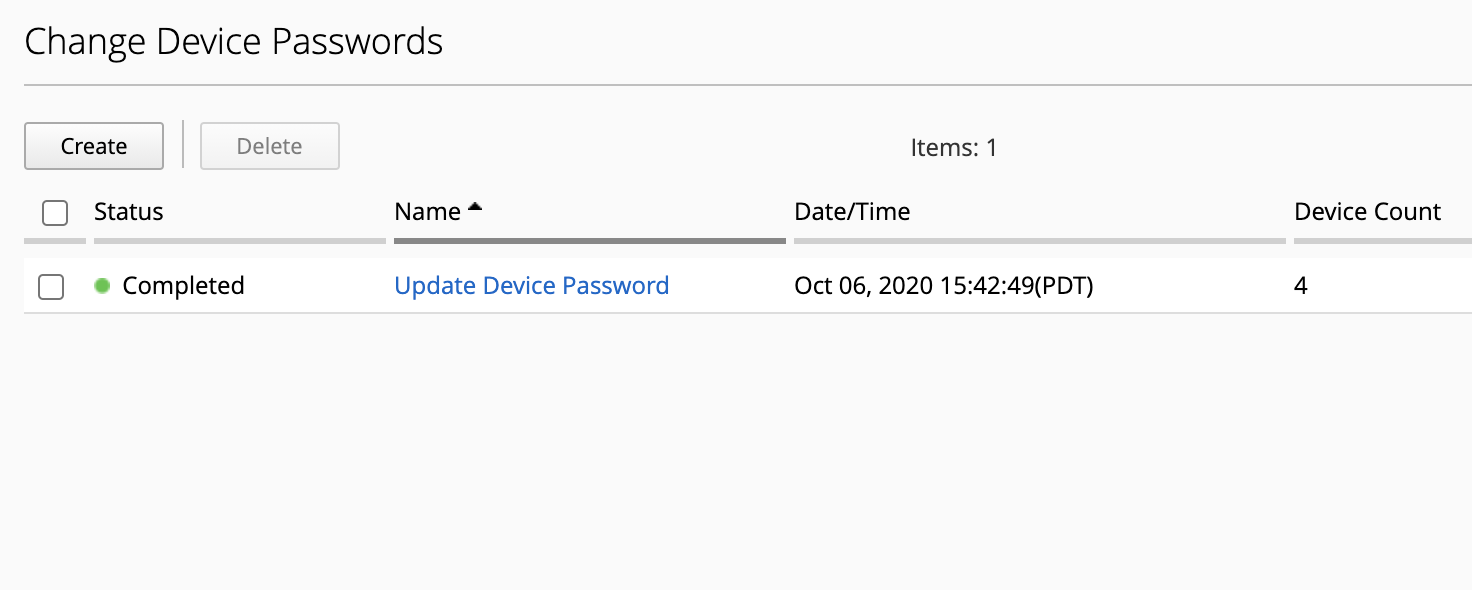 Change Device Passwords
Create Delete Items: 1
Status Name Date/Time Device Count
Completed Update Device Password Oct 06, 2020 15:42:49(PDT) 4